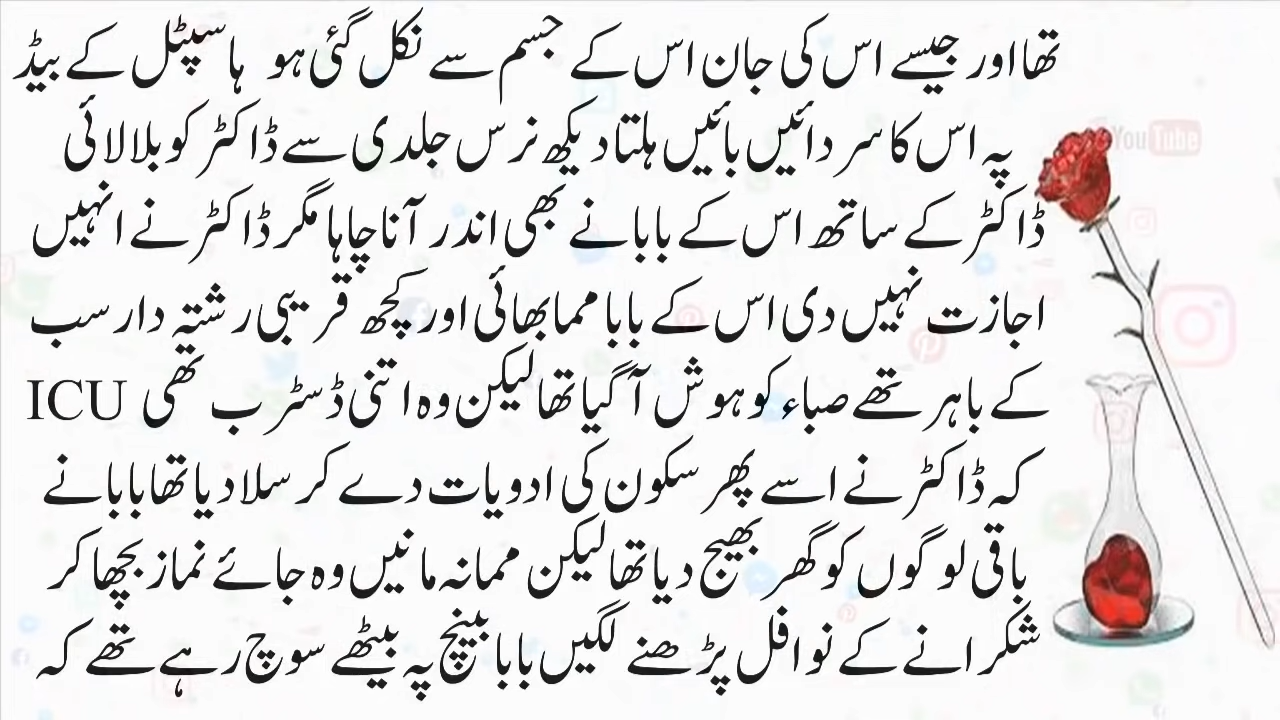 تھا اور جیسے اس کی جان اس کے جسم سے نکل گئی ہو ہاسپٹل کے بیڈ
پہ اس کا سر دائیں بائیں ہلتا دیکھ نرس جلدی سے ڈاکٹر کو بلا لائی
ڈاکٹر کے ساتھ اس کے بابا نے بھی اندر آنا چاہا مگر ڈاکٹر نے انہیں
اجازت نہیں دی اس کے بابا مما بھائی اور کچھ قریبی رشتہ دار سب
کے باہر تھے صباء کو ہوش آ گیا تھا لیکن وہ اتنی ڈسٹرب تھی ICU
کہ ڈاکٹر نے اسے پھر سکون کی ادویات دے کر سلا دیا تھا بابا نے
باقی لوگوں کو گھر بھیج دیا تھا لیکن مما نہ مانیں وہ جائے نماز بچھا کر
شکرانے کے نوافل پڑھنے لگیں بابا بینچ پہ بیٹھے سوچ رہے تھے کہ
YouTube